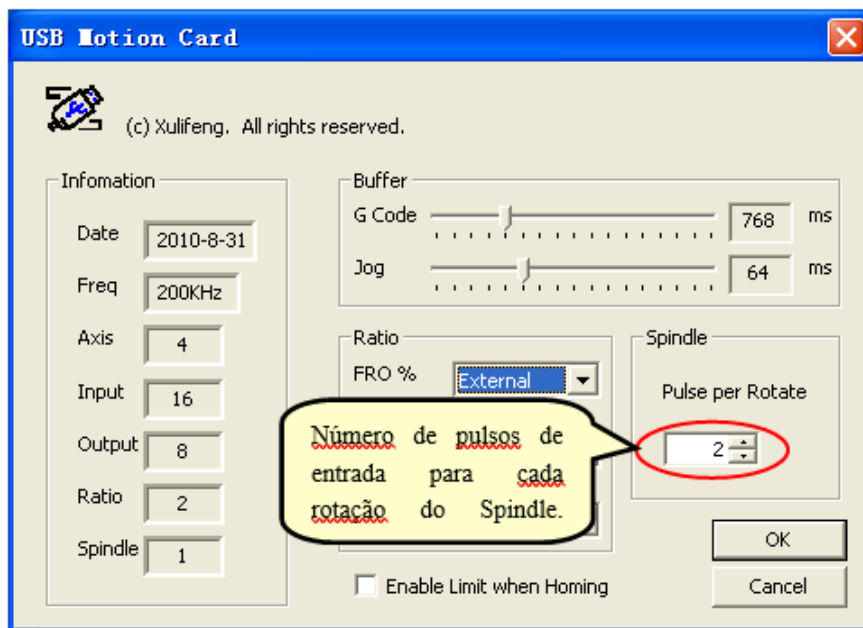 USB Motion Card
(c) Xulifeng. All rights reserved.
Infomation
Date 2010-8-31
Freq 200KHz
Axis 4
Input 16
Output 8
Ratio 2
Spindle 1
Buffer
G Code 768 ms
Jog 64 ms
Ratio
FRO % External
Número de pulsos de
entrada para cada
rotação do Spindle.
Spindle
Pulse per Rotate
2
Enable Limit when Homing
OK
Cancel